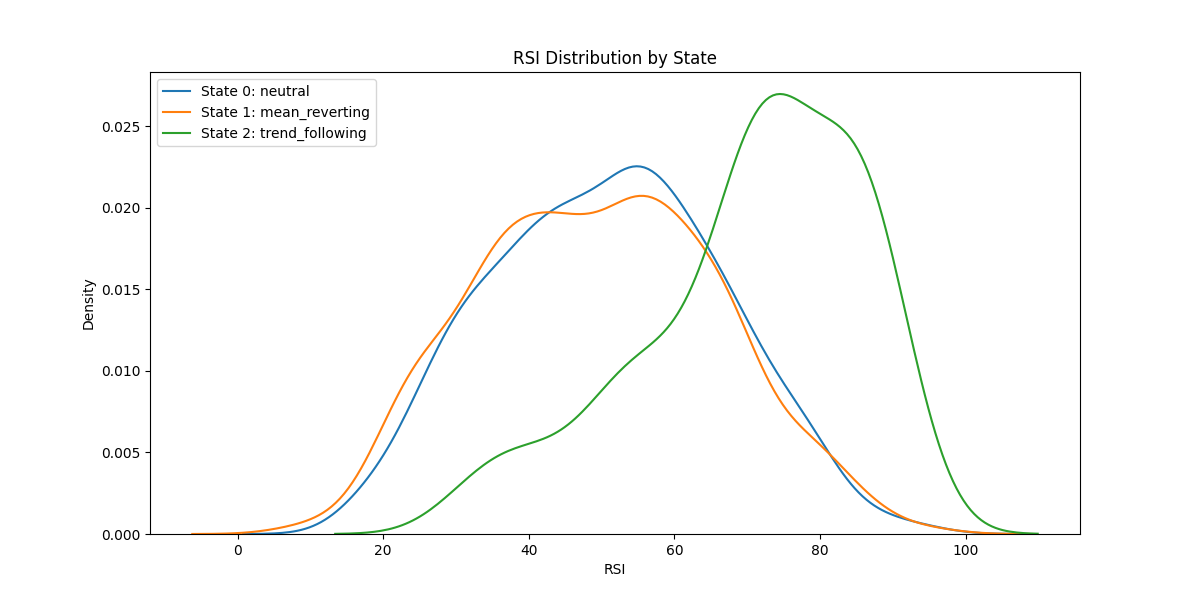 RSI Distribution by State
State 0: neutral
State 1: mean_reverting
State 2: trend_following
Density
0.025
0.020
0.015
0.010
0.005
0.000
0 20 40 60 80 100
RSI